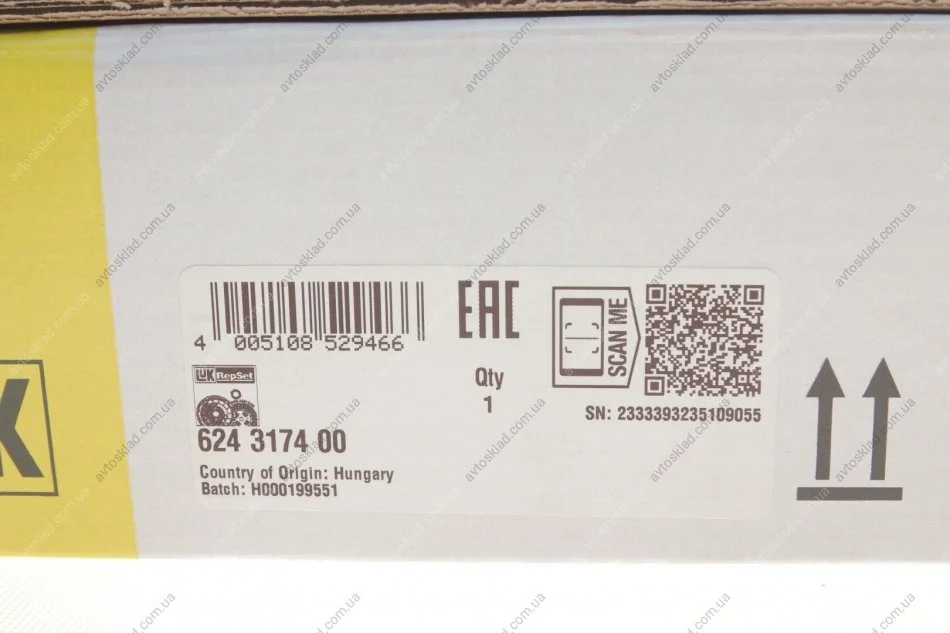 4 005108 529466
EAC
SCAN ME
Qty
1
SN: 2333393235109055
LuK RepSet
624 3174 00
Country of Origin: Hungary
Batch: H000199551
K
avtosklad.com.ua